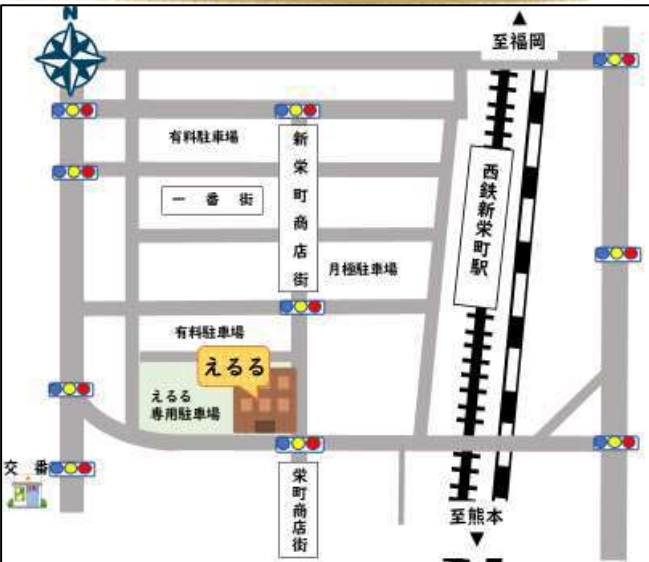 N
▲
至福岡
有料駐車場
新栄町商店街
一番街
西鉄新栄町駅
月極駐車場
有料駐車場
えるる
えるる
専用駐車場
交番
栄町商店街
至熊本
▼